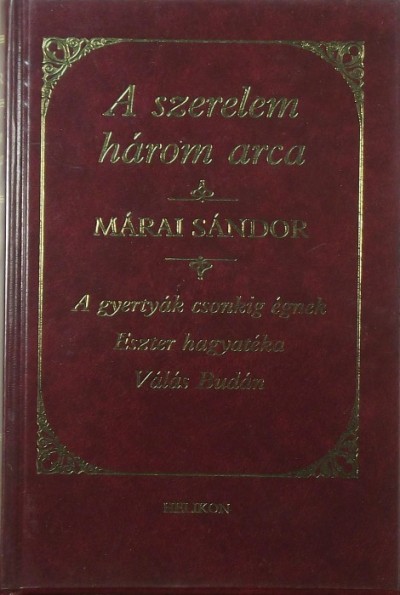 A szerelem
három arca
MÁRAI SÁNDOR
A gyertyák csonkig égnek
Eszter hagyatéka
Válás Budán
HELIKON